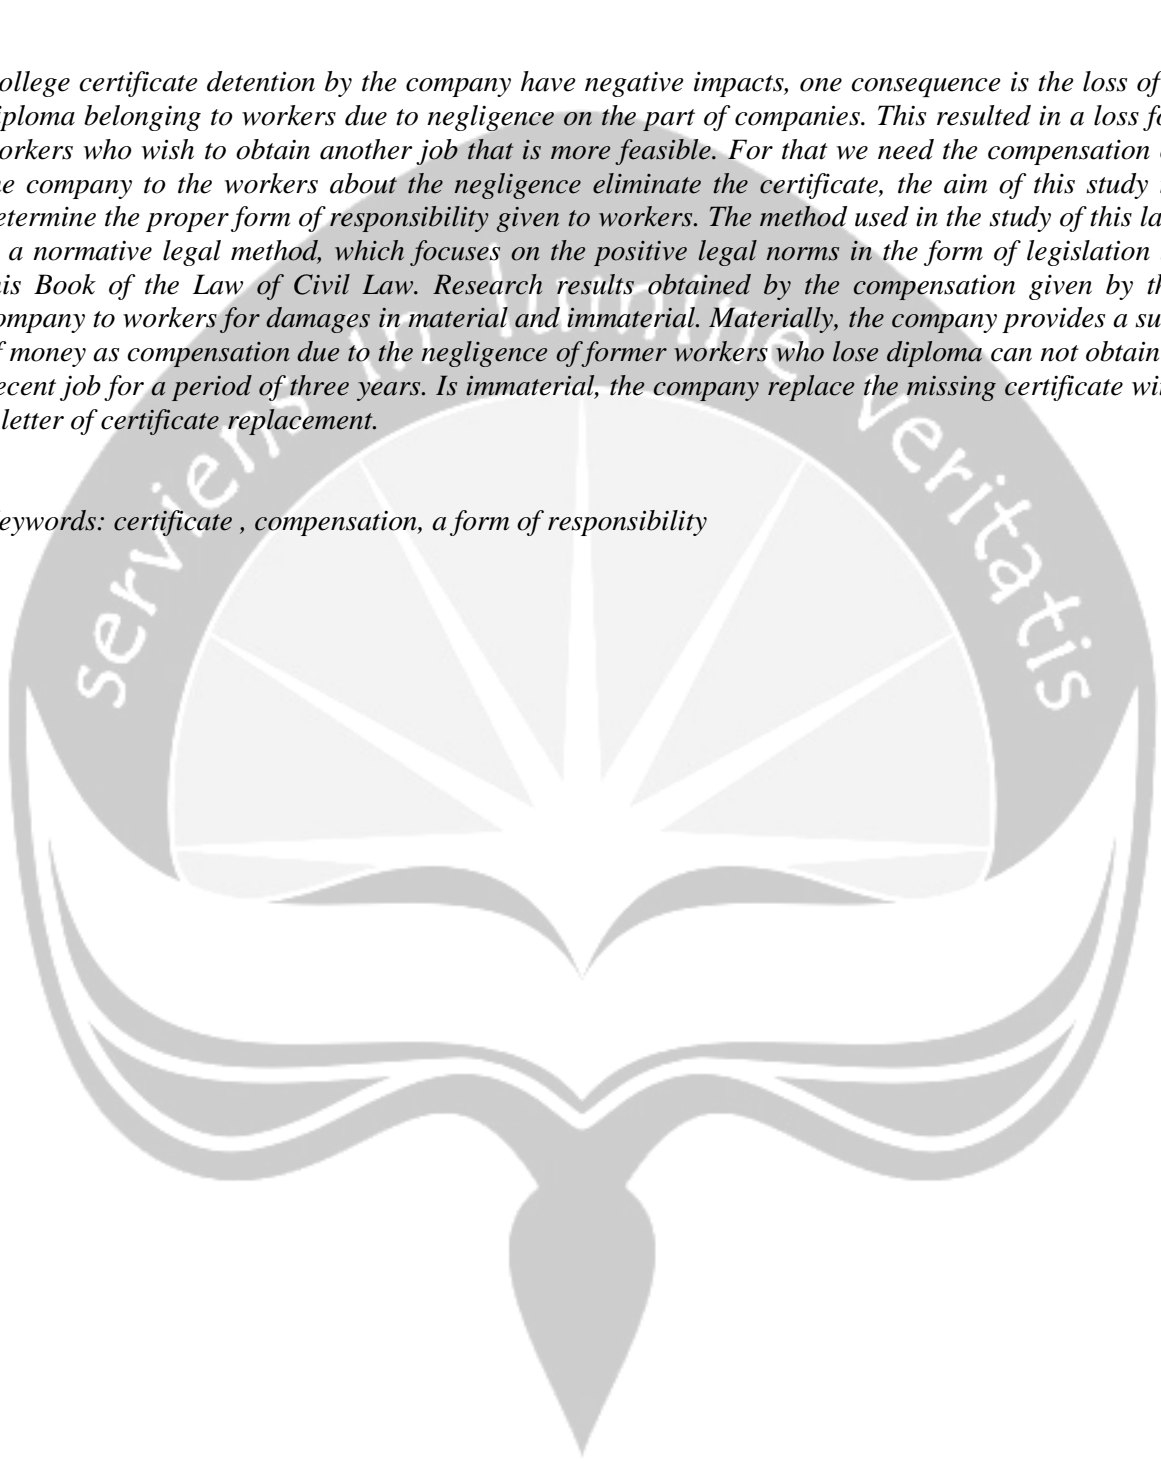 ollege certificate detention by the company have negative impacts, one consequence is the loss of
iploma belonging to workers due to negligence on the part of companies. This resulted in a loss fo
orkers who wish to obtain another job that is more feasible. For that we need the compensation
he company to the workers about the negligence eliminate the certificate, the aim of this study
etermine the proper form of responsibility given to workers. The method used in the study of this la
a normative legal method, which focuses on the positive legal norms in the form of legislation
is Book of the Law of Civil Law. Research results obtained by the compensation given by th
ompany to workers for damages in material and immaterial. Materially, the company provides a su
f money as compensation due to the negligence of former workers who lose diploma can not obtain
ecent job for a period of three years. Is immaterial, the company replace the missing certificate wi
letter of certificate replacement.
eywords: certificate , compensation, a form of responsibility
serviens in lumine veritatis